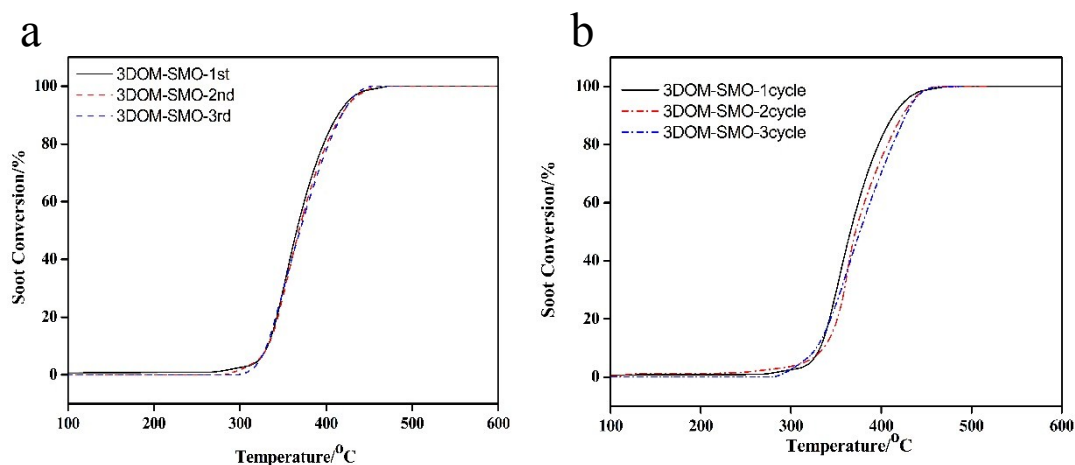 a
3DOM-SMO-1st
3DOM-SMO-2nd
3DOM-SMO-3rd
Soot Conversion/%
100
80
60
40
20
0
100 200 300 400 500 600
Temperature/°C
b
3DOM-SMO-1cycle
3DOM-SMO-2cycle
3DOM-SMO-3cycle
Soot Conversion/%
100
80
60
40
20
0
100 200 300 400 500 600
Temperature/°C